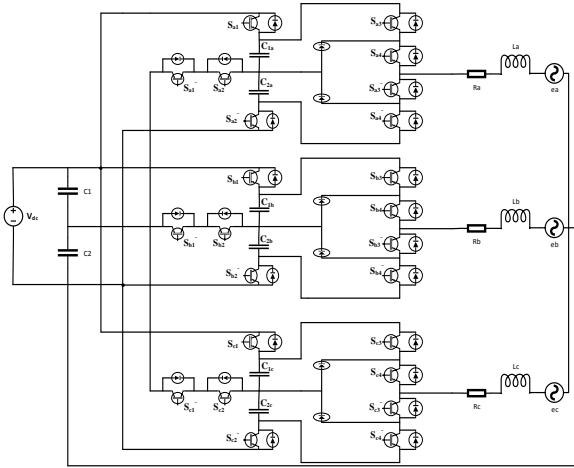 Sa1
Sa3
La
C1a
Sa4
Sa1-
Sa2
C2a
Sa3-
Ra
ea
Sa2-
Sa4-
Sb1
Sb3
C1
C1b
Sb4
Lb
Vdc
Sb1-
Sb2
C2b
Sb3-
Rb
eb
C2
Sb2-
Sb4-
Sc1
Sc3
C1c
Sc4
Lc
Sc1-
Sc2
C2c
Sc3-
Rc
ec
Sc2-
Sc4-